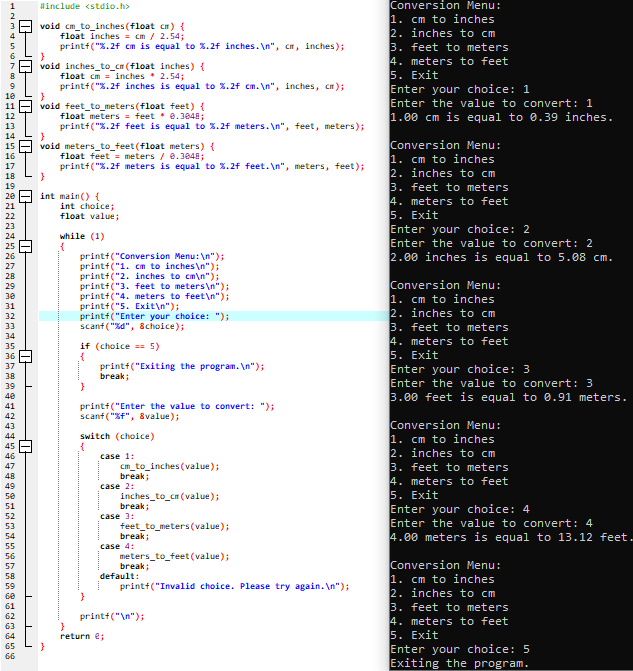 1 #include <stdio.h>
2
3 void cm_to_inches(float cm) {
4 float inches = cm / 2.54;
5 printf("%.2f cm is equal to %.2f inches.\n", cm, inches);
6 }
7 void inches_to_cm(float inches) {
8 float cm = inches * 2.54;
9 printf("%.2f inches is equal to %.2f cm.\n", inches, cm);
10 }
11 void feet_to_meters(float feet) {
12 float meters = feet * 0.3048;
13 printf("%.2f feet is equal to %.2f meters.\n", feet, meters);
14 }
15 void meters_to_feet(float meters) {
16 float feet = meters / 0.3048;
17 printf("%.2f meters is equal to %.2f feet.\n", meters, feet);
18 }
19
20 int main() {
21 int choice;
22 float value;
23
24 while (1)
25 {
26 printf("Conversion Menu:\n");
27 printf("1. cm to inches\n");
28 printf("2. inches to cm\n");
29 printf("3. feet to meters\n");
30 printf("4. meters to feet\n");
31 printf("5. Exit\n");
32 printf("Enter your choice: ");
33 scanf("%d", &choice);
34
35 if (choice == 5)
36 {
37 printf("Exiting the program.\n");
38 break;
39 }
40
41 printf("Enter the value to convert: ");
42 scanf("%f", &value);
43
44 switch (choice)
45 {
46 case 1:
47 cm_to_inches(value);
48 break;
49 case 2:
50 inches_to_cm(value);
51 break;
52 case 3:
53 feet_to_meters(value);
54 break;
55 case 4:
56 meters_to_feet(value);
57 break;
58 default:
59 printf("Invalid choice. Please try again.\n");
60 }
61
62 printf("\n");
63 }
64 return 0;
65 }
66
Conversion Menu:
1. cm to inches
2. inches to cm
3. feet to meters
4. meters to feet
5. Exit
Enter your choice: 1
Enter the value to convert: 1
1.00 cm is equal to 0.39 inches.
Conversion Menu:
1. cm to inches
2. inches to cm
3. feet to meters
4. meters to feet
5. Exit
Enter your choice: 2
Enter the value to convert: 2
2.00 inches is equal to 5.08 cm.
Conversion Menu:
1. cm to inches
2. inches to cm
3. feet to meters
4. meters to feet
5. Exit
Enter your choice: 3
Enter the value to convert: 3
3.00 feet is equal to 0.91 meters.
Conversion Menu:
1. cm to inches
2. inches to cm
3. feet to meters
4. meters to feet
5. Exit
Enter your choice: 4
Enter the value to convert: 4
4.00 meters is equal to 13.12 feet.
Conversion Menu:
1. cm to inches
2. inches to cm
3. feet to meters
4. meters to feet
5. Exit
Enter your choice: 5
Exiting the program.